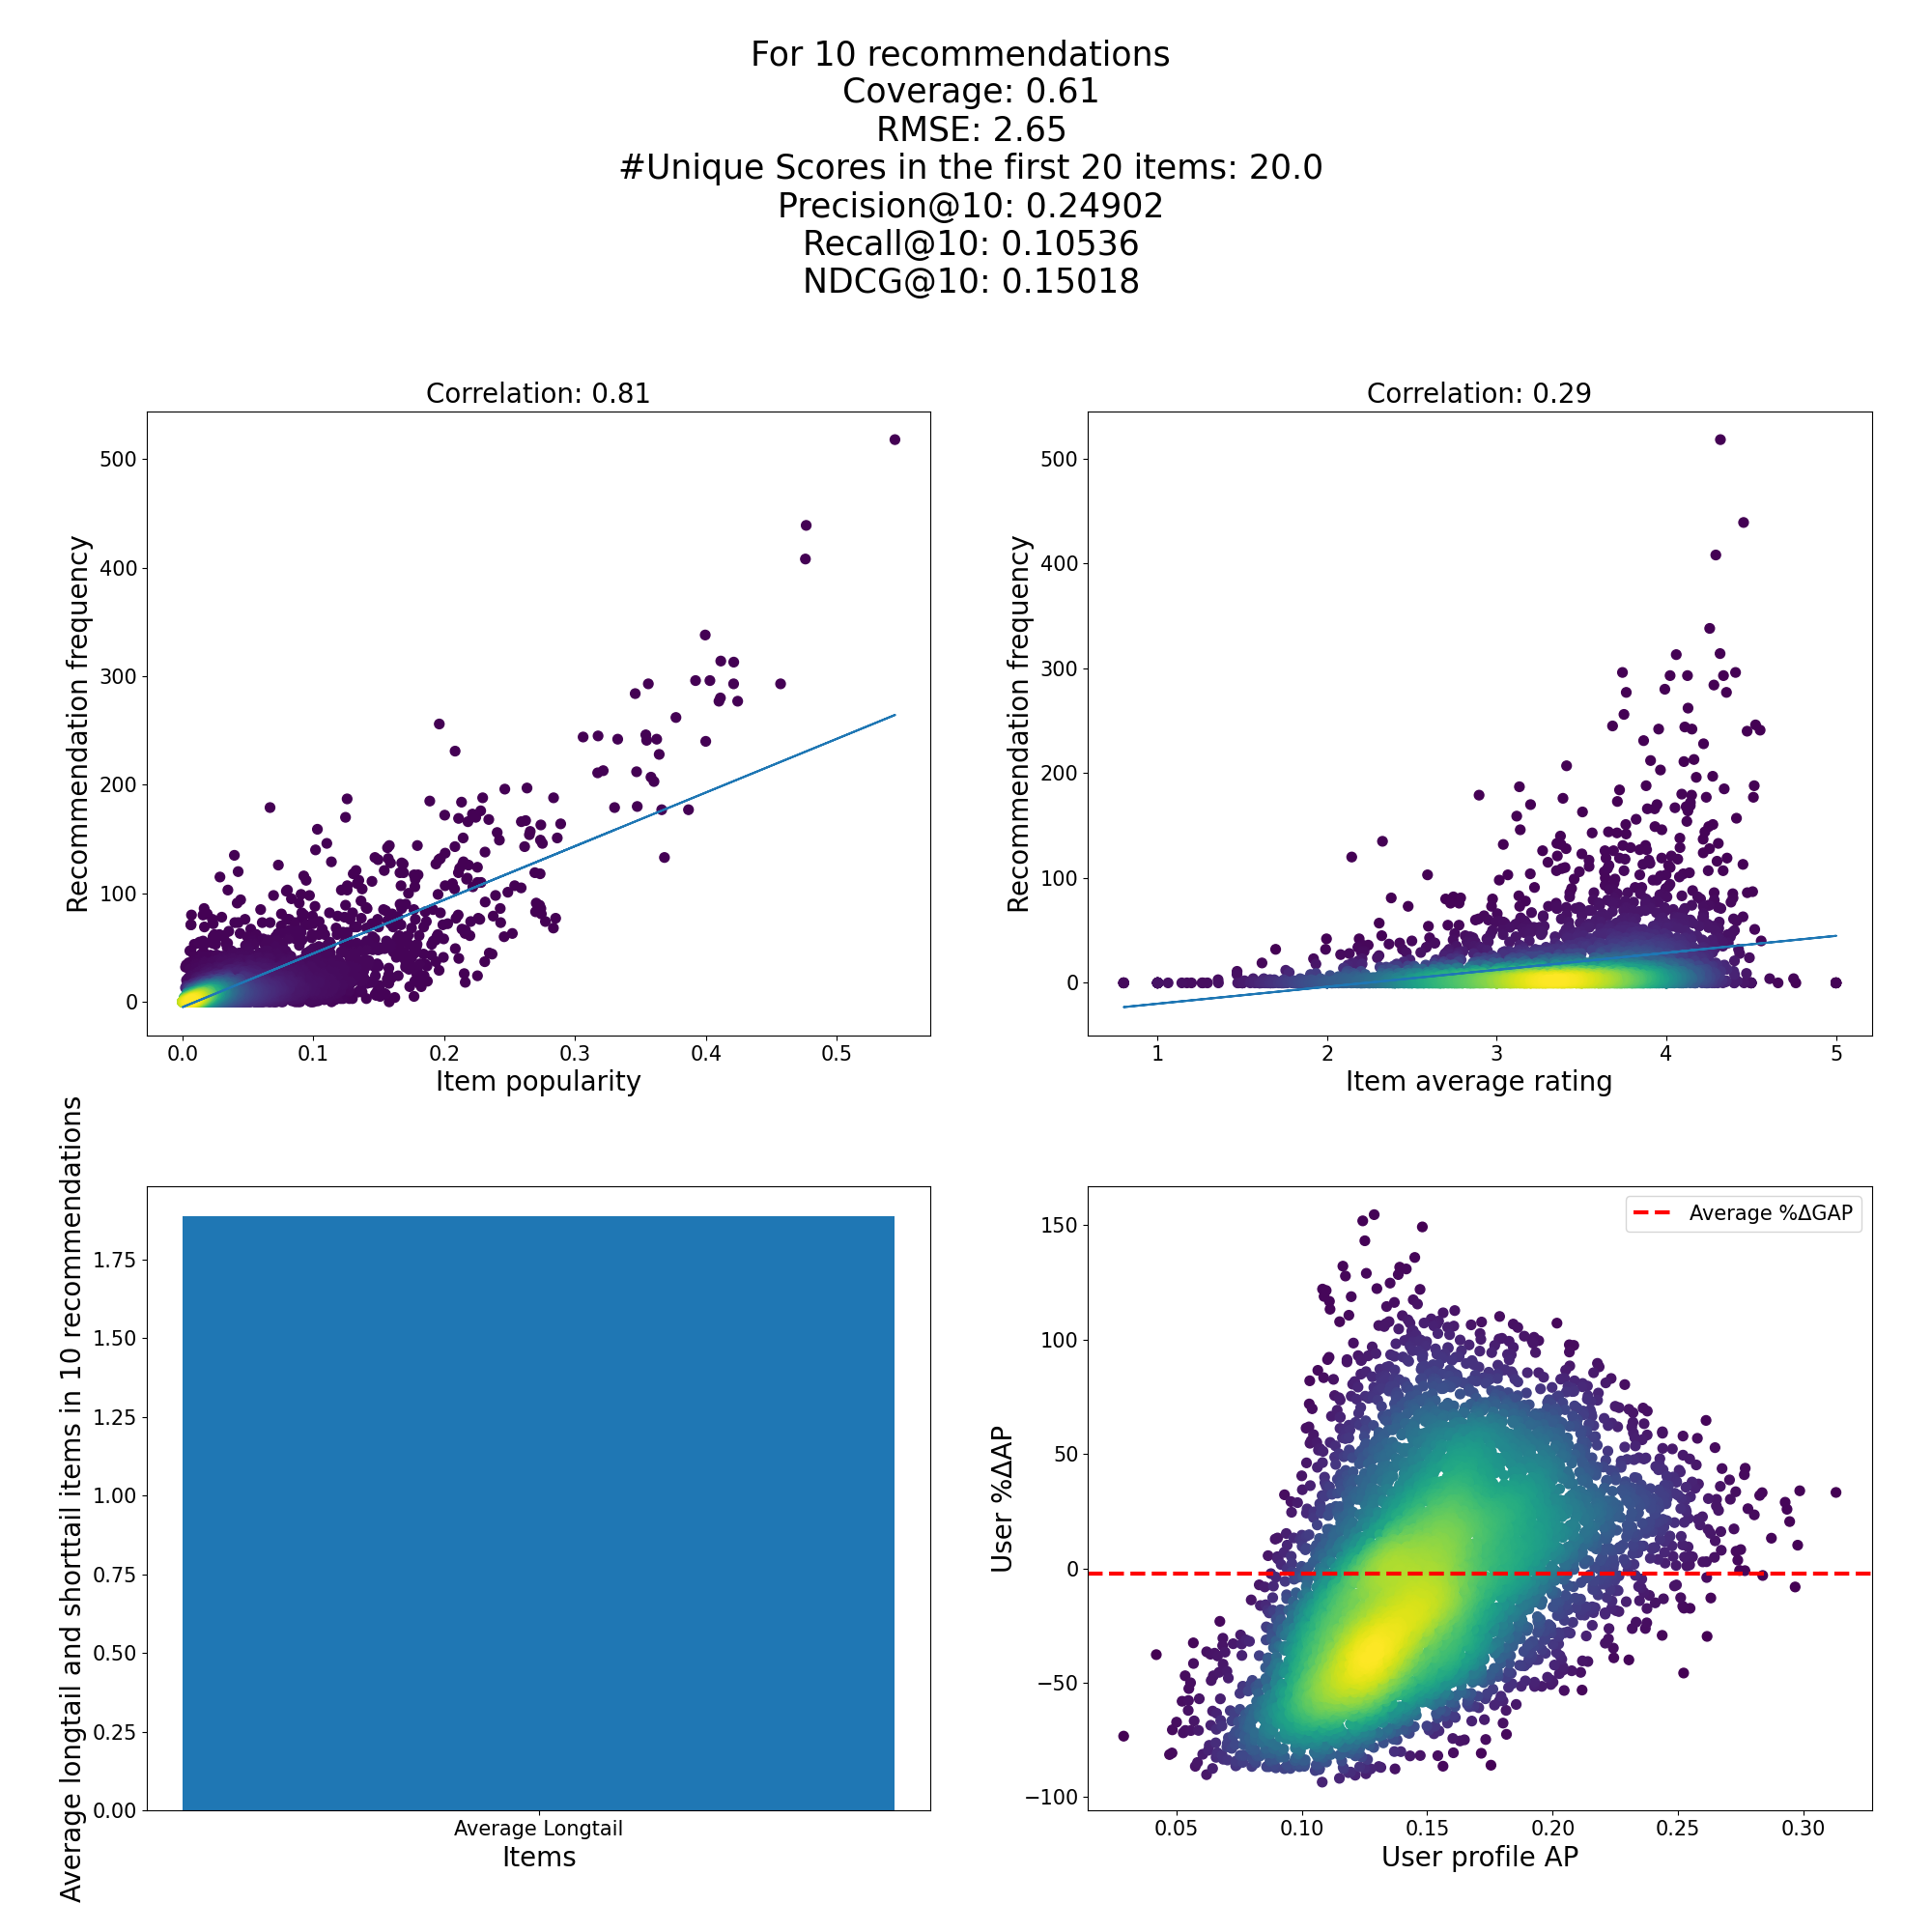 For 10 recommendations
Coverage: 0.61
RMSE: 2.65
#Unique Scores in the first 20 items: 20.0
Precision@10: 0.24902
Recall@10: 0.10536
NDCG@10: 0.15018
Correlation: 0.81
Recommendation frequency
500
400
300
200
100
0
0.0 0.1 0.2 0.3 0.4 0.5
Item popularity
Correlation: 0.29
Recommendation frequency
500
400
300
200
100
0
1 2 3 4 5
Item average rating
Average longtail and shorttail items in 10 recommendations
1.75
1.50
1.25
1.00
0.75
0.50
0.25
0.00
Average Longtail
Items
Average %ΔGAP
User %ΔAP
150
100
50
0
−50
−100
0.05 0.10 0.15 0.20 0.25 0.30
User profile AP